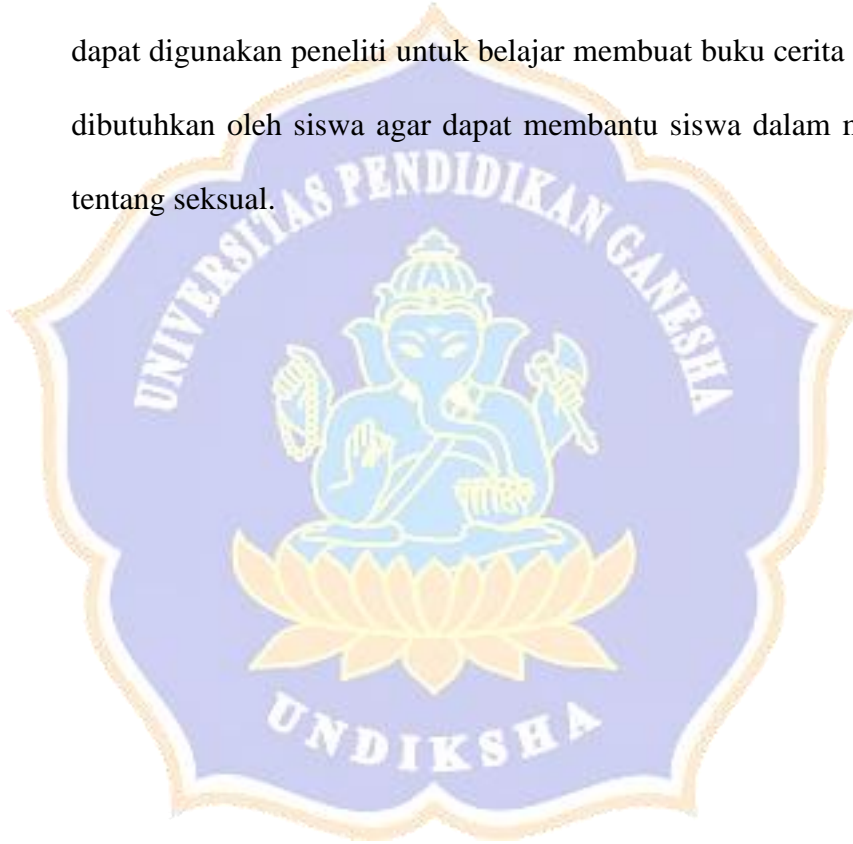 dapat digunakan peneliti untuk belajar membuat buku cerita
dibutuhkan oleh siswa agar dapat membantu siswa dalam
tentang seksual.
UNIVERSITAS PENDIDIKAN GANESHA
UNDIKSHA